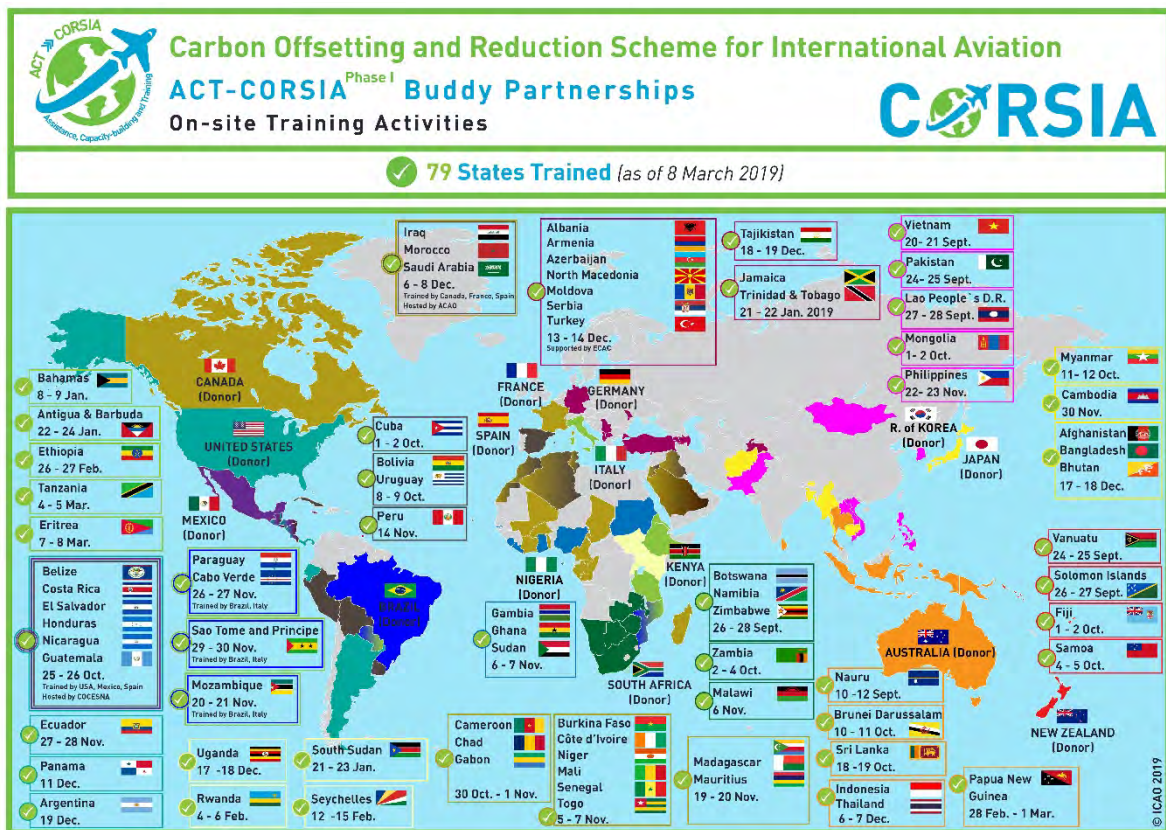 ACT >> CORSIA
Assistance, Capacity-building and Training
Carbon Offsetting and Reduction Scheme for International Aviation
ACT-CORSIA Phase I Buddy Partnerships
On-site Training Activities
CORSIA
79 States Trained (as of 8 March 2019)
Iraq
Morocco
Saudi Arabia
6 - 8 Dec.
Trained by Canada, France, Spain
Hosted by ACAO
Albania
Armenia
Azerbaijan
North Macedonia
Moldova
Serbia
Turkey
13 - 14 Dec.
Supported by ECAC
Tajikistan
18 - 19 Dec.
Jamaica
Trinidad & Tobago
21 - 22 Jan. 2019
Vietnam
20- 21 Sept.
Pakistan
24- 25 Sept.
Lao People`s D.R.
27 - 28 Sept.
Mongolia
1- 2 Oct.
Philippines
22- 23 Nov.
Myanmar
11- 12 Oct.
Cambodia
30 Nov.
Afghanistan
Bangladesh
Bhutan
17 - 18 Dec.
CANADA
(Donor)
UNITED STATES
(Donor)
MEXICO
(Donor)
BRAZIL
(Donor)
FRANCE
(Donor)
GERMANY
(Donor)
SPAIN
(Donor)
ITALY
(Donor)
NIGERIA
(Donor)
KENYA
(Donor)
SOUTH AFRICA
(Donor)
R. of KOREA
(Donor)
JAPAN
(Donor)
AUSTRALIA (Donor)
NEW ZEALAND
(Donor)
Bahamas
8 - 9 Jan.
Antigua & Barbuda
22 - 24 Jan.
Ethiopia
26 - 27 Feb.
Tanzania
4 - 5 Mar.
Eritrea
7 - 8 Mar.
Cuba
1 - 2 Oct.
Bolivia
Uruguay
8 - 9 Oct.
Peru
14 Nov.
Belize
Costa Rica
El Salvador
Honduras
Nicaragua
Guatemala
25 - 26 Oct.
Trained by USA, Mexico, Spain
Hosted by COCESNA
Paraguay
Cabo Verde
26 - 27 Nov.
Trained by Brazil, Italy
Sao Tome and Principe
29 - 30 Nov.
Trained by Brazil, Italy
Mozambique
20 - 21 Nov.
Trained by Brazil, Italy
Ecuador
27 - 28 Nov.
Panama
11 Dec.
Argentina
19 Dec.
Uganda
17 -18 Dec.
Rwanda
4 - 6 Feb.
South Sudan
21 - 23 Jan.
Seychelles
12 -15 Feb.
Gambia
Ghana
Sudan
6 - 7 Nov.
Cameroon
Chad
Gabon
30 Oct. - 1 Nov.
Burkina Faso
Côte d'Ivoire
Niger
Mali
Senegal
Togo
5 - 7 Nov.
Madagascar
Mauritius
19 - 20 Nov.
Botswana
Namibia
Zimbabwe
26 - 28 Sept.
Zambia
2 - 4 Oct.
Malawi
6 Nov.
Nauru
10 -12 Sept.
Brunei Darussalam
10 - 11 Oct.
Sri Lanka
18 -19 Oct.
Indonesia
Thailand
6 - 7 Dec.
Papua New
Guinea
28 Feb. - 1 Mar.
Vanuatu
24 - 25 Sept.
Solomon Islands
26 - 27 Sept.
Fiji
1 - 2 Oct.
Samoa
4 - 5 Oct.
© ICAO 2019